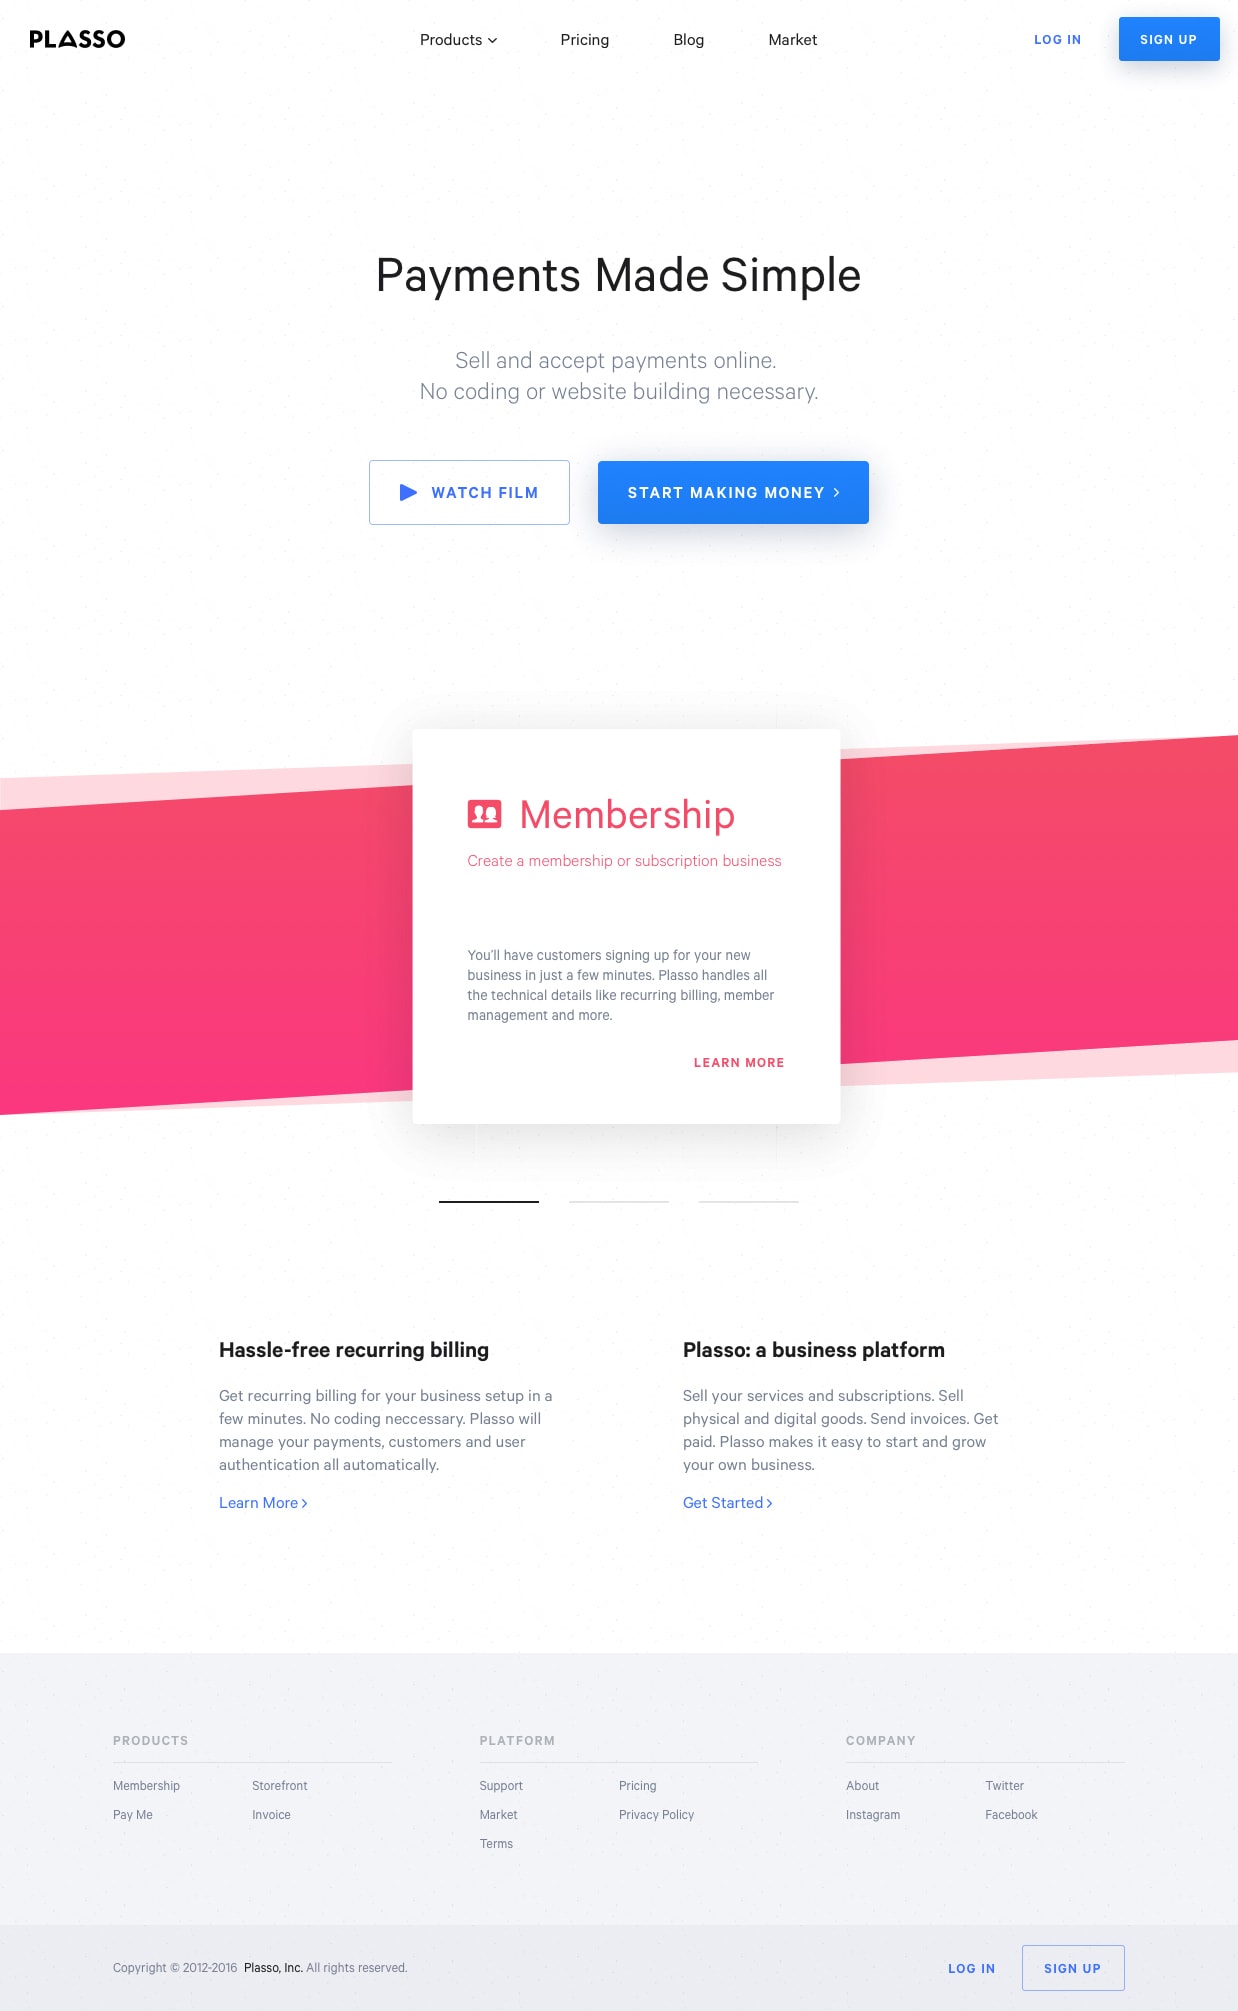 PLASSO
Products
Pricing
Blog
Market
LOG IN
SIGN UP
Payments Made Simple
Sell and accept payments online.
No coding or website building necessary.
WATCH FILM
START MAKING MONEY
Membership
Create a membership or subscription business
You'll have customers signing up for your new
business in just a few minutes. Plasso handles all
the technical details like recurring billing, member
management and more.
LEARN MORE
Hassle-free recurring billing
Get recurring billing for your business setup in a
few minutes. No coding neccessary. Plasso will
manage your payments, customers and user
authentication all automatically.
Learn More
Plasso: a business platform
Sell your services and subscriptions. Sell
physical and digital goods. Send invoices. Get
paid. Plasso makes it easy to start and grow
your own business.
Get Started
PRODUCTS
Membership
Storefront
Pay Me
Invoice
PLATFORM
Support
Pricing
Market
Privacy Policy
Terms
COMPANY
About
Twitter
Instagram
Facebook
Copyright © 2012-2016 Plasso, Inc. All rights reserved.
LOG IN
SIGN UP